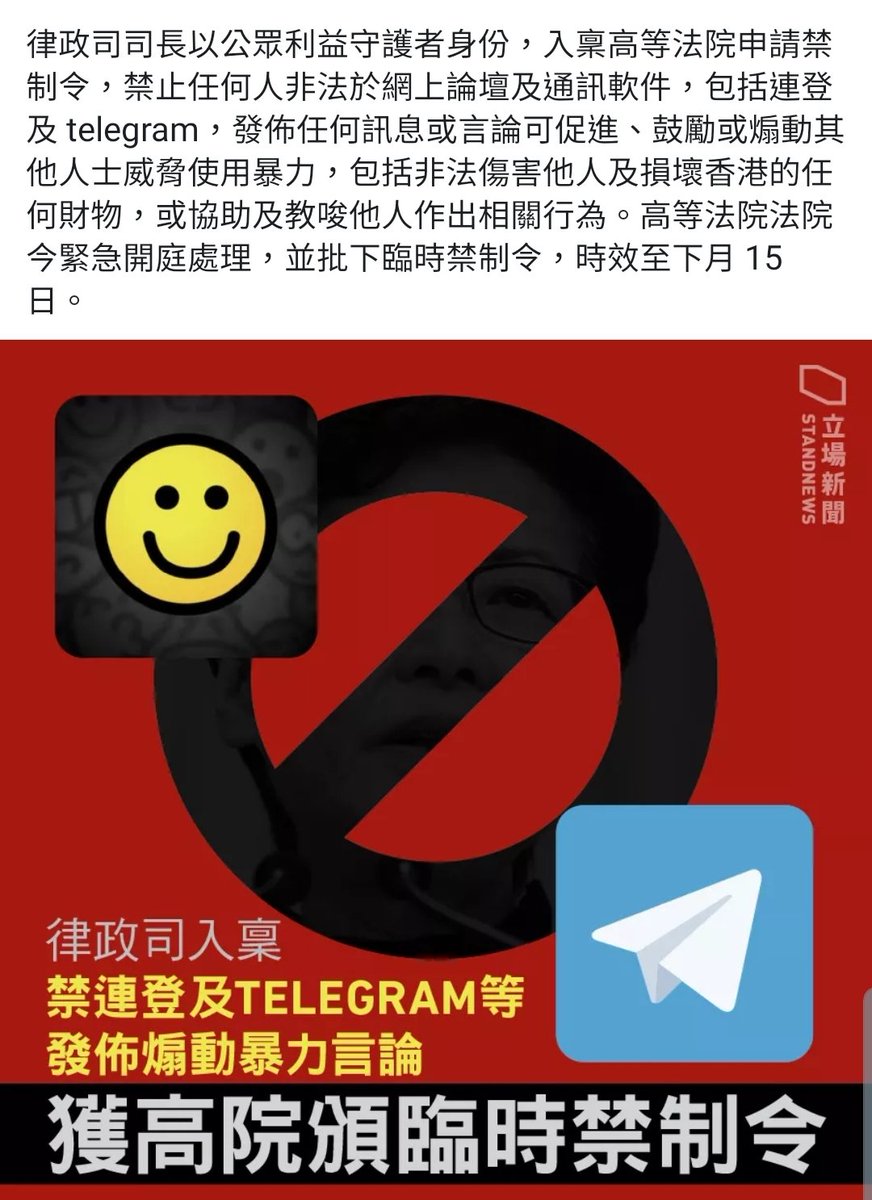 律政司司長以公眾利益守護者身份，入稟高等法院申請禁
制令，禁止任何人非法於網上論壇及通訊軟件，包括連登
及 telegram，發佈任何訊息或言論可促進、鼓勵或煽動其
他人士威脅使用暴力，包括非法傷害他人及損壞香港的任
何財物，或協助及教唆他人作出相關行為。高等法院法院
今緊急開庭處理，並批下臨時禁制令，時效至下月 15
日。
立場新聞
STANDNEWS
律政司入稟
禁連登及TELEGRAM等
發佈煽動暴力言論
獲高院頒臨時禁制令